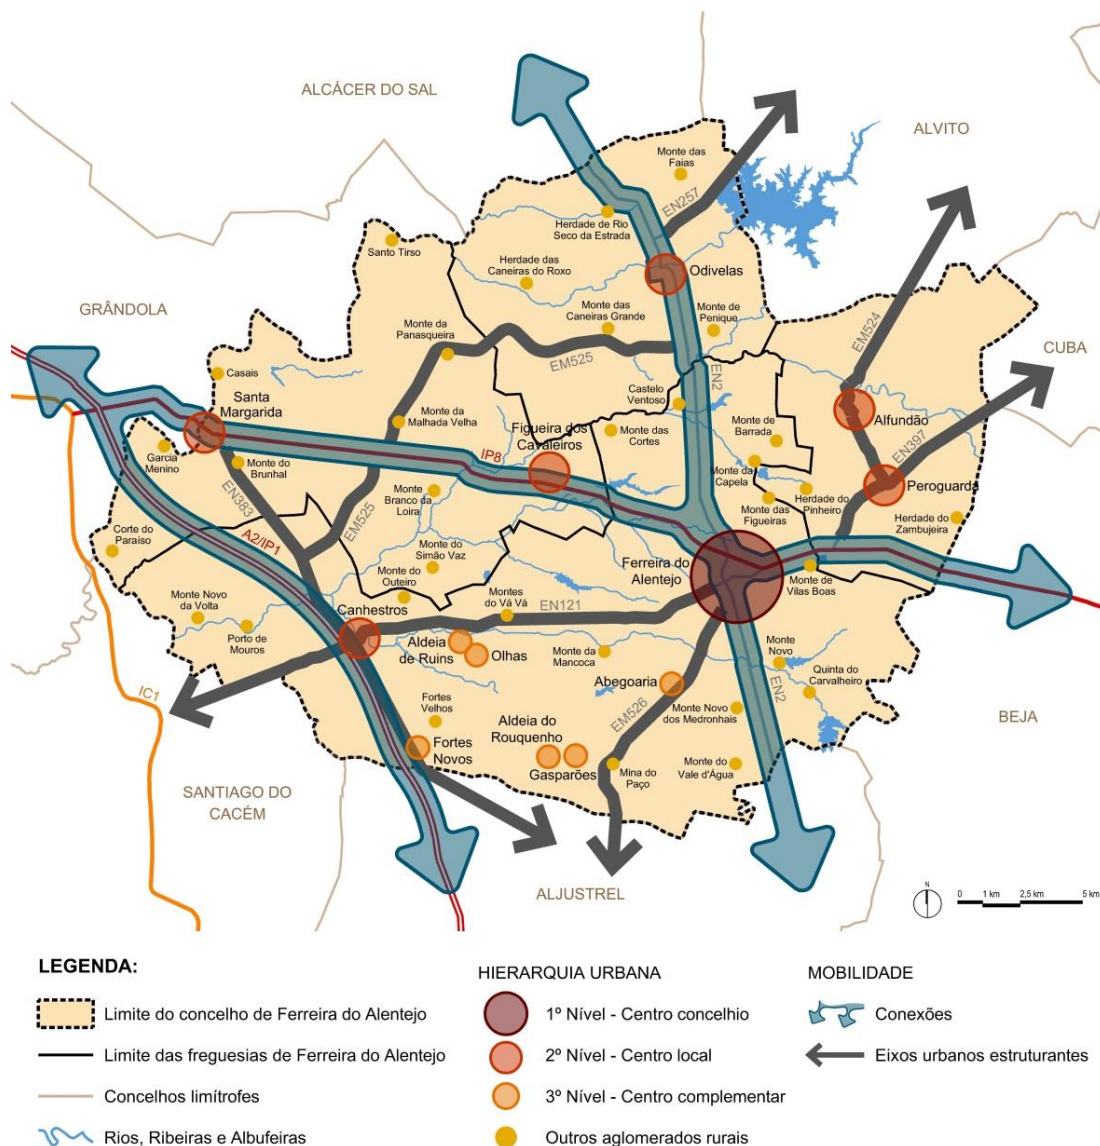 ALCÁCER DO SAL
ALVITO
Monte das
Faias
EN257
Herdade de Rio
Seco da Estrada
Santo Tirso
Herdade das
Caneiras do Roxo
Odivelas
GRÂNDOLA
Monte das
Caneiras Grande
Monte de
Penique
Monte da
Panasqueira
EM525
EM524
CUBA
EN2
Casais
Santa
Margarida
Castelo
Ventoso
Monte da
Malhada Velha
Figueira dos
Cavaleiros
Monte das
Cortes
Monte de
Barrada
Alfundão
EN397
Garcia
Menino
Monte do
Brunhal
IP8
Monte da
Capela
Peroguarda
EN383
Monte
Branco da
Loira
Monte das
Figueiras
Herdade do
Pinheiro
Herdade do
Zambujeira
EM525
Corte do
Paraíso
A2/IP1
Monte do
Simão Vaz
Monte do
Outeiro
Ferreira do
Alentejo
Monte de
Vilas Boas
Monte Novo
da Volta
Canhestros
Montes
do Vá Vá
EN121
Porto de
Mouros
Aldeia
de Ruins
Olhas
Monte da
Mancoca
Monte
Novo
Quinta do
Carvalheiro
Abegoaria
EN2
IC1
Fortes
Velhos
EM526
Monte Novo
dos Medronhais
BEJA
Aldeia do
Rouquenho
Fortes
Novos
Gasparões
Mina do
Paço
Monte do
Vale d'Água
SANTIAGO DO
CACÉM
ALJUSTREL
N
0 1 km 2,5 km 5 km
LEGENDA:
Limite do concelho de Ferreira do Alentejo
Limite das freguesias de Ferreira do Alentejo
Concelhos limítrofes
Rios, Ribeiras e Albufeiras
HIERARQUIA URBANA
1º Nível - Centro concelhio
2º Nível - Centro local
3º Nível - Centro complementar
Outros aglomerados rurais
MOBILIDADE
Conexões
Eixos urbanos estruturantes